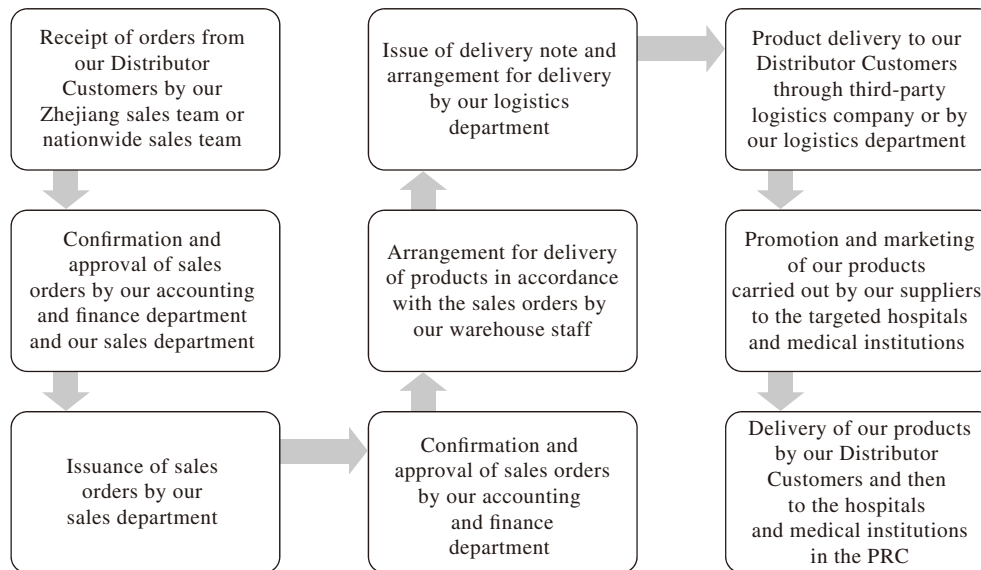 Receipt of orders from
our Distributor
Customers by our
Zhejiang sales team or
nationwide sales team
Confirmation and
approval of sales
orders by our accounting
and finance department
and our sales department
Issuance of sales
orders by our
sales department
Confirmation and
approval of sales orders
by our accounting
and finance
department
Arrangement for delivery
of products in accordance
with the sales orders by
our warehouse staff
Issue of delivery note and
arrangement for delivery
by our logistics
department
Product delivery to our
Distributor Customers
through third-party
logistics company or by
our logistics department
Promotion and marketing
of our products
carried out by our suppliers
to the targeted hospitals
and medical institutions
Delivery of our products
by our Distributor
Customers and then
to the hospitals
and medical institutions
in the PRC